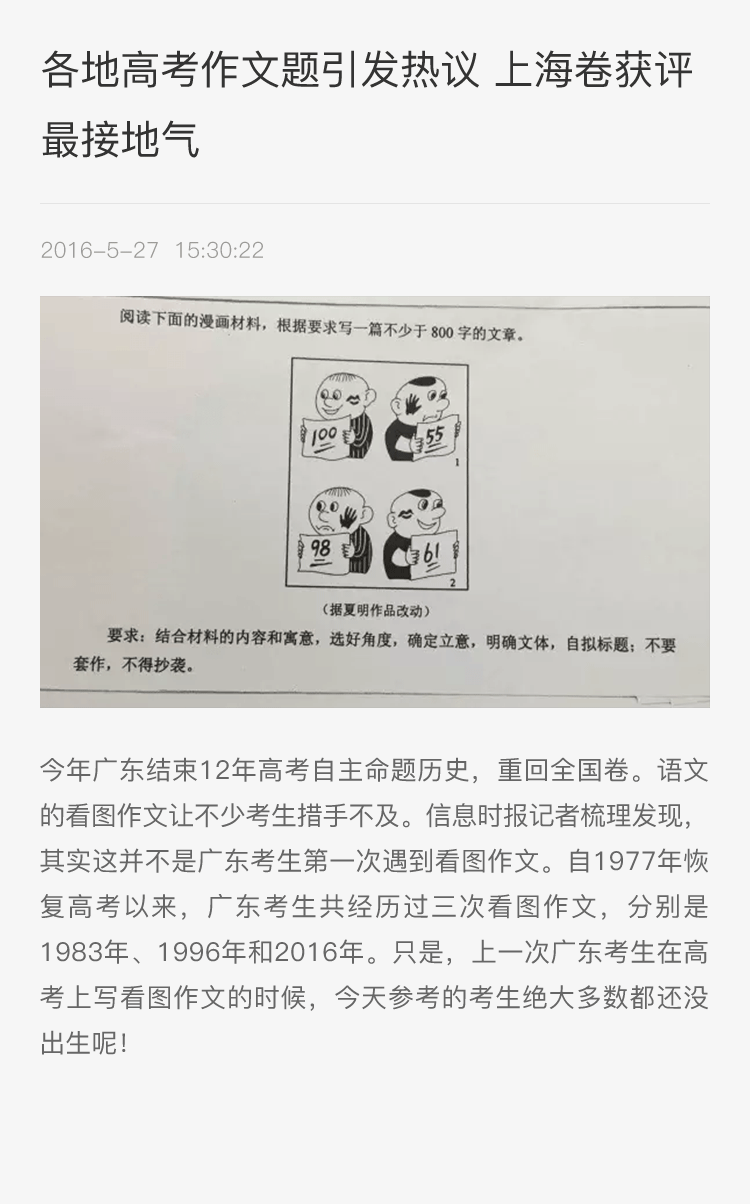 各地高考作文题引发热议 上海卷获评
最接地气
2016-5-27 15:30:22
阅读下面的漫画材料，根据要求写一篇不少于 800 字的文章。
100
55
1
98
61
2
（据夏明作品改动）
要求：结合材料的内容和寓意，选好角度，确定立意，明确文体，自拟标题；不要
套作，不得抄袭。
今年广东结束12年高考自主命题历史，重回全国卷。语文
的看图作文让不少考生措手不及。信息时报记者梳理发现，
其实这并不是广东考生第一次遇到看图作文。自1977年恢
复高考以来，广东考生共经历过三次看图作文，分别是
1983年、1996年和2016年。只是，上一次广东考生在高
考上写看图作文的时候，今天参考的考生绝大多数都还没
出生呢！